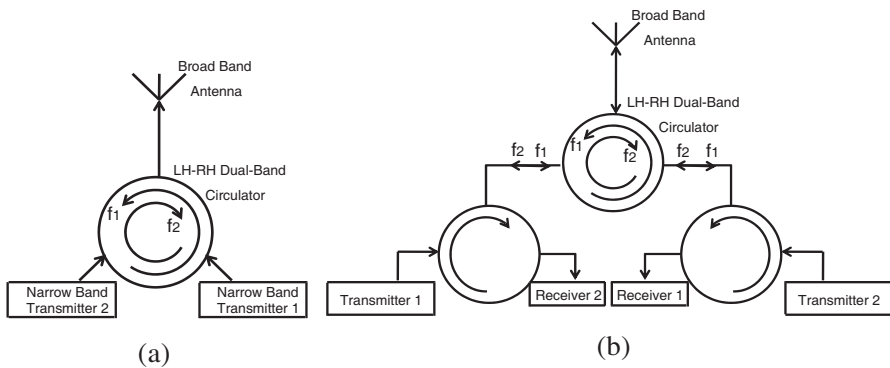 Broad Band
Antenna
LH-RH Dual-Band
Circulator
f1
f2
Narrow Band
Transmitter 2
Narrow Band
Transmitter 1
(a)
Broad Band
Antenna
LH-RH Dual-Band
Circulator
f1
f2
f2 f1
f2 f1
Transmitter 1
Receiver 2
Receiver 1
Transmitter 2
(b)